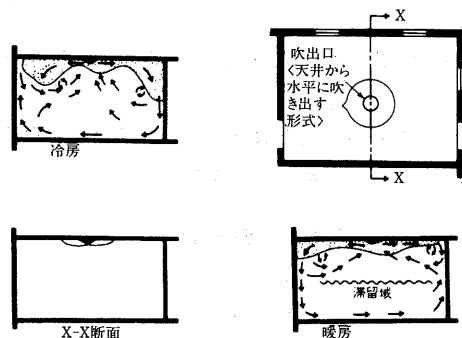 X
吹出口
<天井から
水平に吹
き出す
形式>
X
冷房
X-X断面
滞留域
暖房